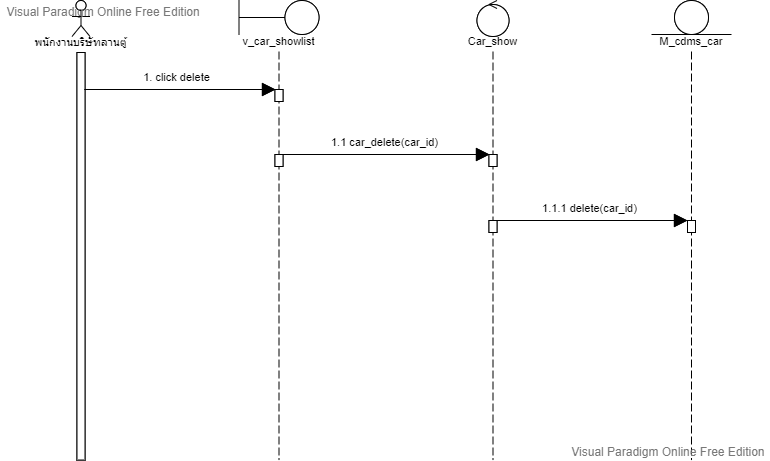 Visual Paradigm Online Free Edition
พนักงานบริษัทลานตู้
v_car_showlist
Car_show
M_cdms_car
1. click delete
1.1 car_delete(car_id)
1.1.1 delete(car_id)
Visual Paradigm Online Free Edition